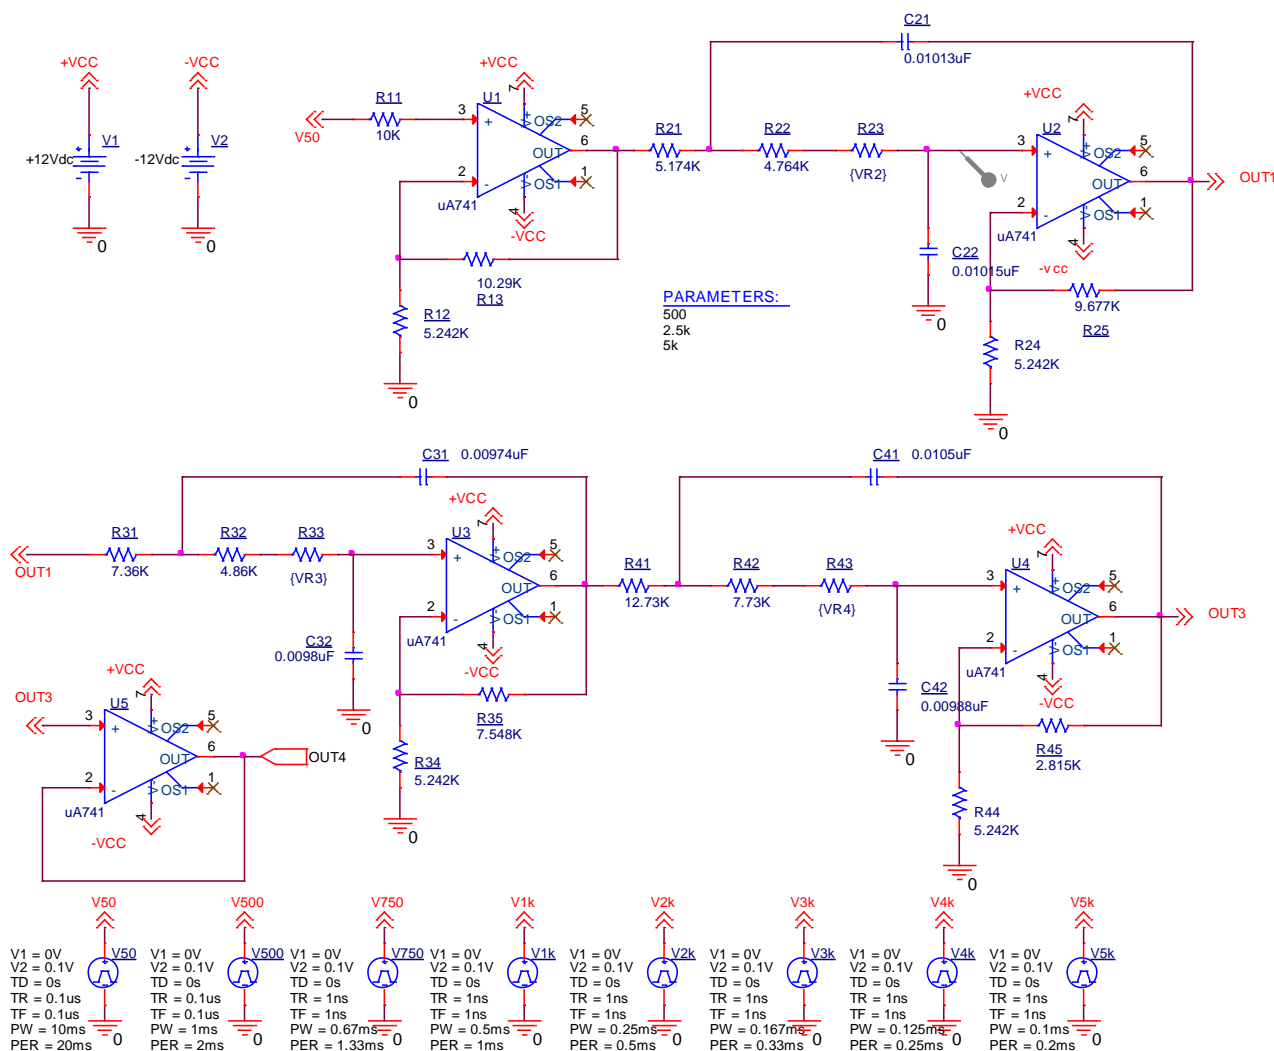 +VCC
V1
+12Vdc
0
-VCC
V2
-12Vdc
0
V50
R11
10K
+VCC
U1
3
+
2
-
7
V+
OS2
5
OUT
6
OS1
1
V-
4
-VCC
uA741
10.29K
R13
R12
5.242K
0
R21
5.174K
C21
0.01013uF
R22
4.764K
R23
{VR2}
V
C22
0.01015uF
0
+VCC
U2
3
+
2
-
7
V+
OS2
5
OUT
6
OS1
1
V-
4
uA741
-vcc
OUT1
9.677K
R25
R24
5.242K
0
PARAMETERS:
500
2.5k
5k
C31 0.00974uF
OUT1
R31
7.36K
R32
4.86K
R33
{VR3}
C32
0.0098uF
0
+VCC
U3
3
+
2
-
7
V+
OS2
5
OUT
6
OS1
1
V-
4
uA741
-VCC
R35
7.548K
R34
5.242K
0
C41 0.0105uF
R41
12.73K
R42
7.73K
R43
{VR4}
C42
0.00988uF
0
+VCC
U4
3
+
2
-
7
V+
OS2
5
OUT
6
OS1
1
V-
4
uA741
-VCC
OUT3
R45
2.815K
R44
5.242K
0
OUT3
+VCC
U5
3
+
2
-
7
V+
OS2
5
OUT
6
OS1
1
V-
4
uA741
-VCC
OUT4
V50
V50
V1 = 0V
V2 = 0.1V
TD = 0s
TR = 0.1us
TF = 0.1us
PW = 10ms
PER = 20ms
0
V500
V500
V1 = 0V
V2 = 0.1V
TD = 0s
TR = 0.1us
TF = 0.1us
PW = 1ms
PER = 2ms
0
V750
V750
V1 = 0V
V2 = 0.1V
TD = 0s
TR = 1ns
TF = 1ns
PW = 0.67ms
PER = 1.33ms
0
V1k
V1k
V1 = 0V
V2 = 0.1V
TD = 0s
TR = 1ns
TF = 1ns
PW = 0.5ms
PER = 1ms
0
V2k
V2k
V1 = 0V
V2 = 0.1V
TD = 0s
TR = 1ns
TF = 1ns
PW = 0.25ms
PER = 0.5ms
0
V3k
V3k
V1 = 0V
V2 = 0.1V
TD = 0s
TR = 1ns
TF = 1ns
PW = 0.167ms
PER = 0.33ms
0
V4k
V4k
V1 = 0V
V2 = 0.1V
TD = 0s
TR = 1ns
TF = 1ns
PW = 0.125ms
PER = 0.25ms
0
V5k
V5k
V1 = 0V
V2 = 0.1V
TD = 0s
TR = 1ns
TF = 1ns
PW = 0.1ms
PER = 0.2ms
0